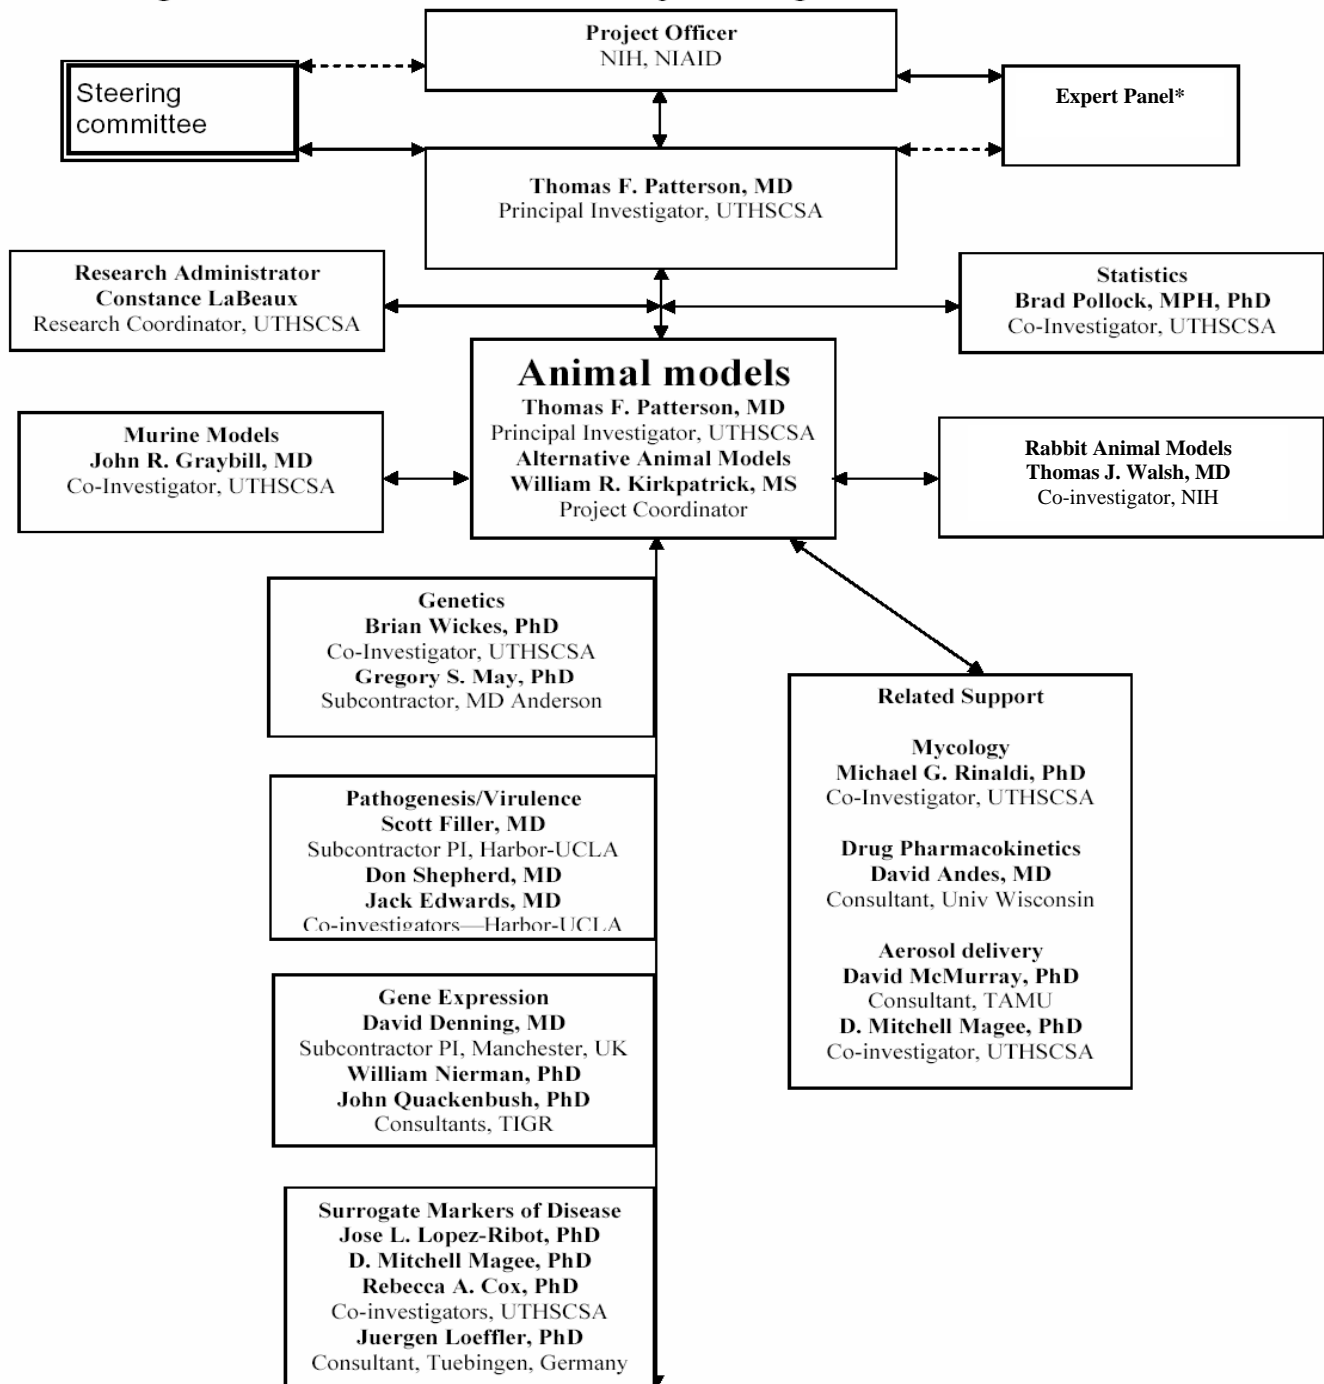 Project Officer
NIH, NIAID
Steering
committee
Expert Panel*
Thomas F. Patterson, MD
Principal Investigator, UTHSCSA
Research Administrator
Constance LaBeaux
Research Coordinator, UTHSCSA
Statistics
Brad Pollock, MPH, PhD
Co-Investigator, UTHSCSA
Animal models
Thomas F. Patterson, MD
Principal Investigator, UTHSCSA
Alternative Animal Models
William R. Kirkpatrick, MS
Project Coordinator
Murine Models
John R. Graybill, MD
Co-Investigator, UTHSCSA
Rabbit Animal Models
Thomas J. Walsh, MD
Co-investigator, NIH
Genetics
Brian Wickes, PhD
Co-Investigator, UTHSCSA
Gregory S. May, PhD
Subcontractor, MD Anderson
Pathogenesis/Virulence
Scott Filler, MD
Subcontractor PI, Harbor-UCLA
Don Shepherd, MD
Jack Edwards, MD
Co-investigators—Harbor-UCLA
Gene Expression
David Denning, MD
Subcontractor PI, Manchester, UK
William Nierman, PhD
John Quackenbush, PhD
Consultants, TIGR
Surrogate Markers of Disease
Jose L. Lopez-Ribot, PhD
D. Mitchell Magee, PhD
Rebecca A. Cox, PhD
Co-investigators, UTHSCSA
Juergen Loeffler, PhD
Consultant, Tuebingen, Germany
Related Support
Mycology
Michael G. Rinaldi, PhD
Co-Investigator, UTHSCSA
Drug Pharmacokinetics
David Andes, MD
Consultant, Univ Wisconsin
Aerosol delivery
David McMurray, PhD
Consultant, TAMU
D. Mitchell Magee, PhD
Co-investigator, UTHSCSA